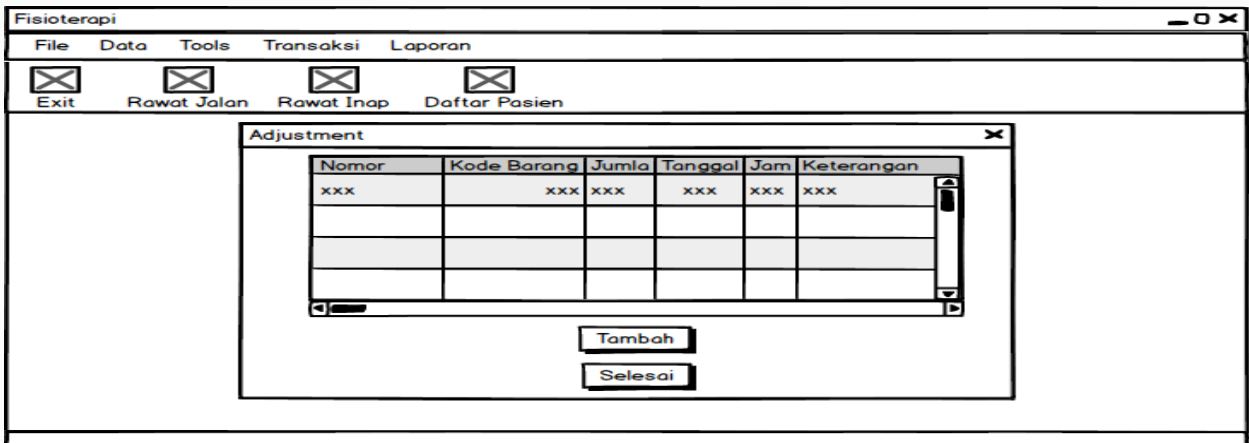 Fisioterapi
File Data Tools Transaksi Laporan
Exit Rawat Jalan Rawat Inap Daftar Pasien
Adjustment
Nomor Kode Barang Jumla Tanggal Jam Keterangan
xxx xxx xxx xxx xxx xxx
Tambah
Selesai